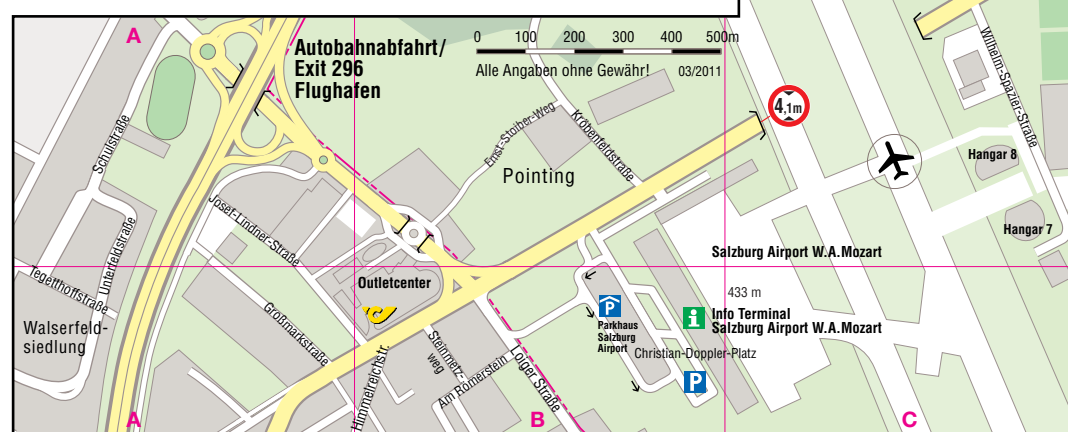 A
Autobahnabfahrt/
Exit 296
Flughafen
0 100 200 300 400 500m
Alle Angaben ohne Gewähr! 03/2011
4,1m
Wilhelm-Spazier-Straße
Schulstraße
Ernst-Stoiber-Weg
Kröbenfeldstraße
Pointing
Hangar 8
Hangar 7
Josef-Lindner-Straße
Unterfeldstraße
Tegetthoffstraße
Salzburg Airport W.A.Mozart
Outletcenter
433 m
Walserfeld-
siedlung
Großmarktstraße
P
Parkhaus
Salzburg
Airport
i
Info Terminal
Salzburg Airport W.A.Mozart
Christian-Doppler-Platz
P
Himmelreichstr.
Steinmetz-
weg
Am Römerstein
Loiger Straße
A
B
C